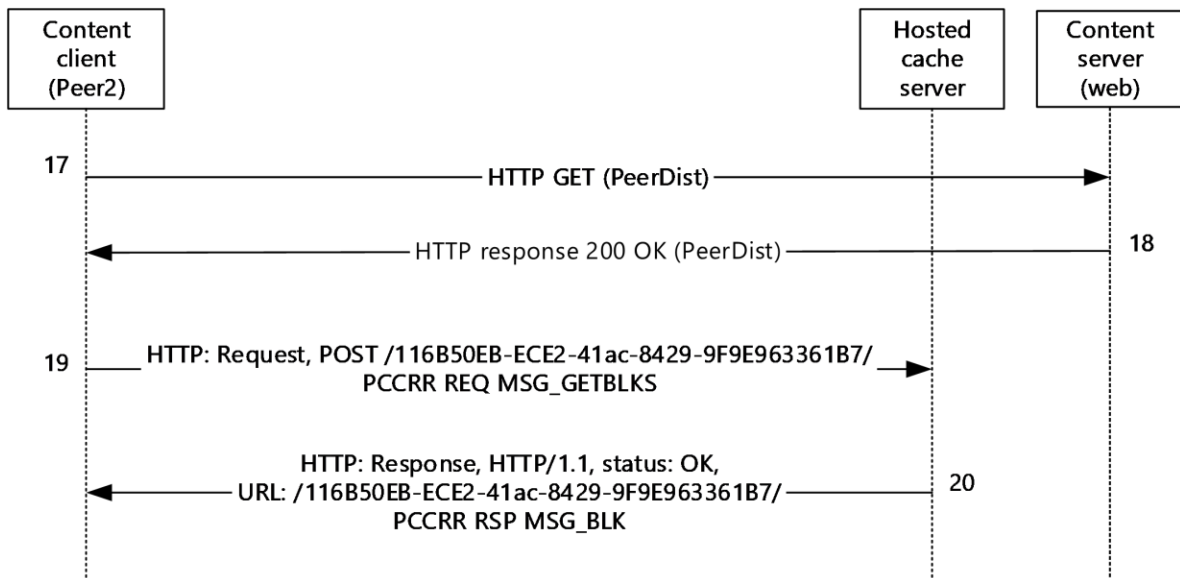 Content
client
(Peer2)
Hosted
cache
server
Content
server
(web)
17
HTTP GET (PeerDist)
HTTP response 200 OK (PeerDist)
18
19
HTTP: Request, POST /116B50EB-ECE2-41ac-8429-9F9E963361B7/
PCCRR REQ MSG_GETBLKS
HTTP: Response, HTTP/1.1, status: OK,
URL: /116B50EB-ECE2-41ac-8429-9F9E963361B7/
PCCRR RSP MSG_BLK
20